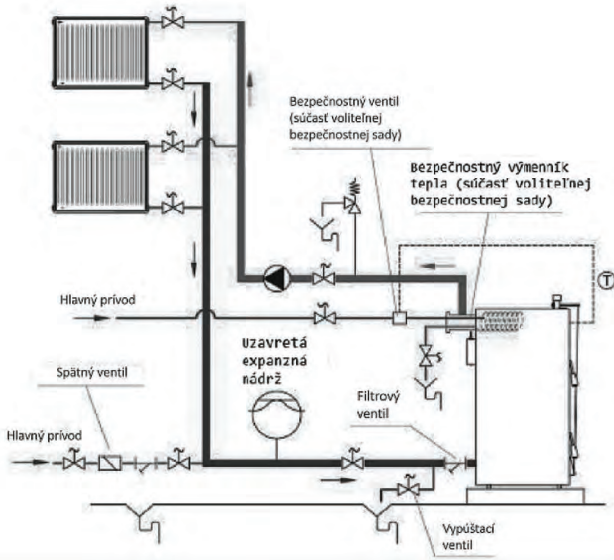 Bezpečnostný ventil
(súčasť voliteľnej
bezpečnostnej sady)
Bezpečnostný výmenník
tepla (súčasť voliteľnej
bezpečnostnej sady)
T
Hlavný prívod
Uzavretá
expanzná
nádrž
Spätný ventil
Filtrový
ventil
Hlavný prívod
Vypúštací
ventil